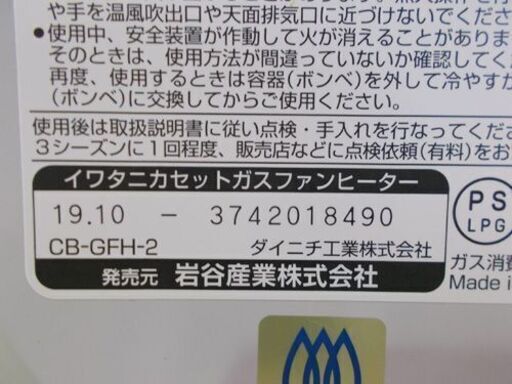 や手を温風吹出口や天面排気口に近づけないでくださ
●使用中、安全装置が作動して火が消えることがありま
そのときは、使用方法が間違っていないか確認してく
再度、使用するときは容器(ボンベ)を外して冷やすか
(ボンベ)に交換してからご使用ください。
使用後は取扱説明書に従い点検・手入れを行なってくださ
3シーズンに1回程度、販売店などに点検依頼(有料)をお
イワタニカセットガスファンヒーター
19.10 － 3742018490
CB-GFH-2 ダイニチ工業株式会社
発売元 岩谷産業株式会社
PS
LPG
ガス消費
Made i